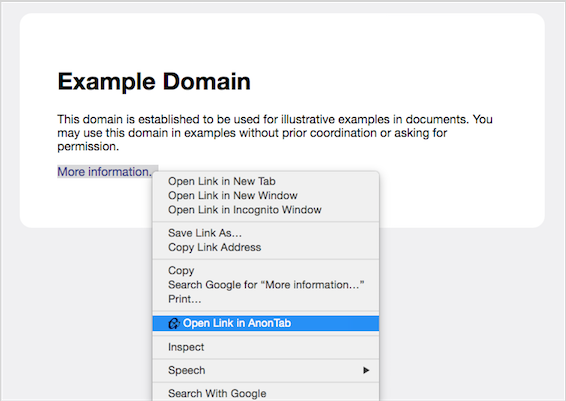 Example Domain
This domain is established to be used for illustrative examples in documents. You
may use this domain in examples without prior coordination or asking for
permission.
More information...
Open Link in New Tab
Open Link in New Window
Open Link in Incognito Window
Save Link As...
Copy Link Address
Copy
Search Google for “More information...”
Print...
Open Link in AnonTab
Inspect
Speech
Search With Google